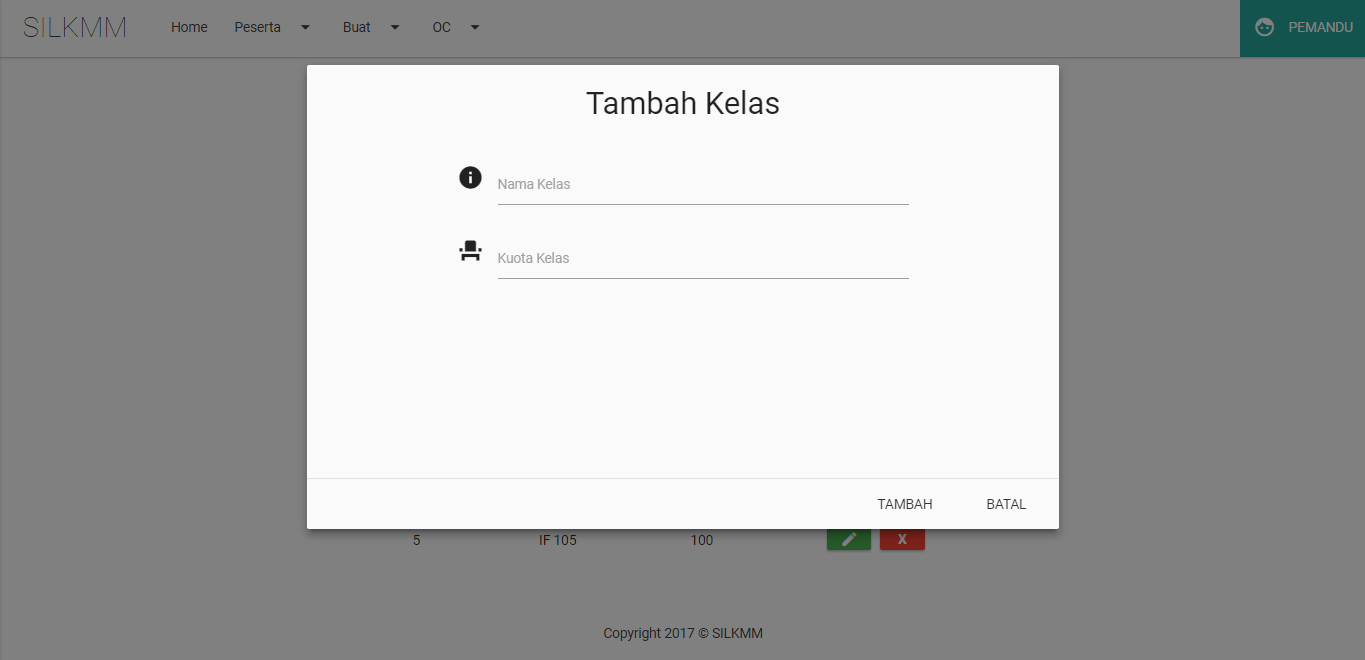 SILKMM Home Peserta Buat OC PEMANDU
Tambah Kelas
Nama Kelas
Kuota Kelas
TAMBAH BATAL
5 IF 105 100 X
Copyright 2017 © SILKMM